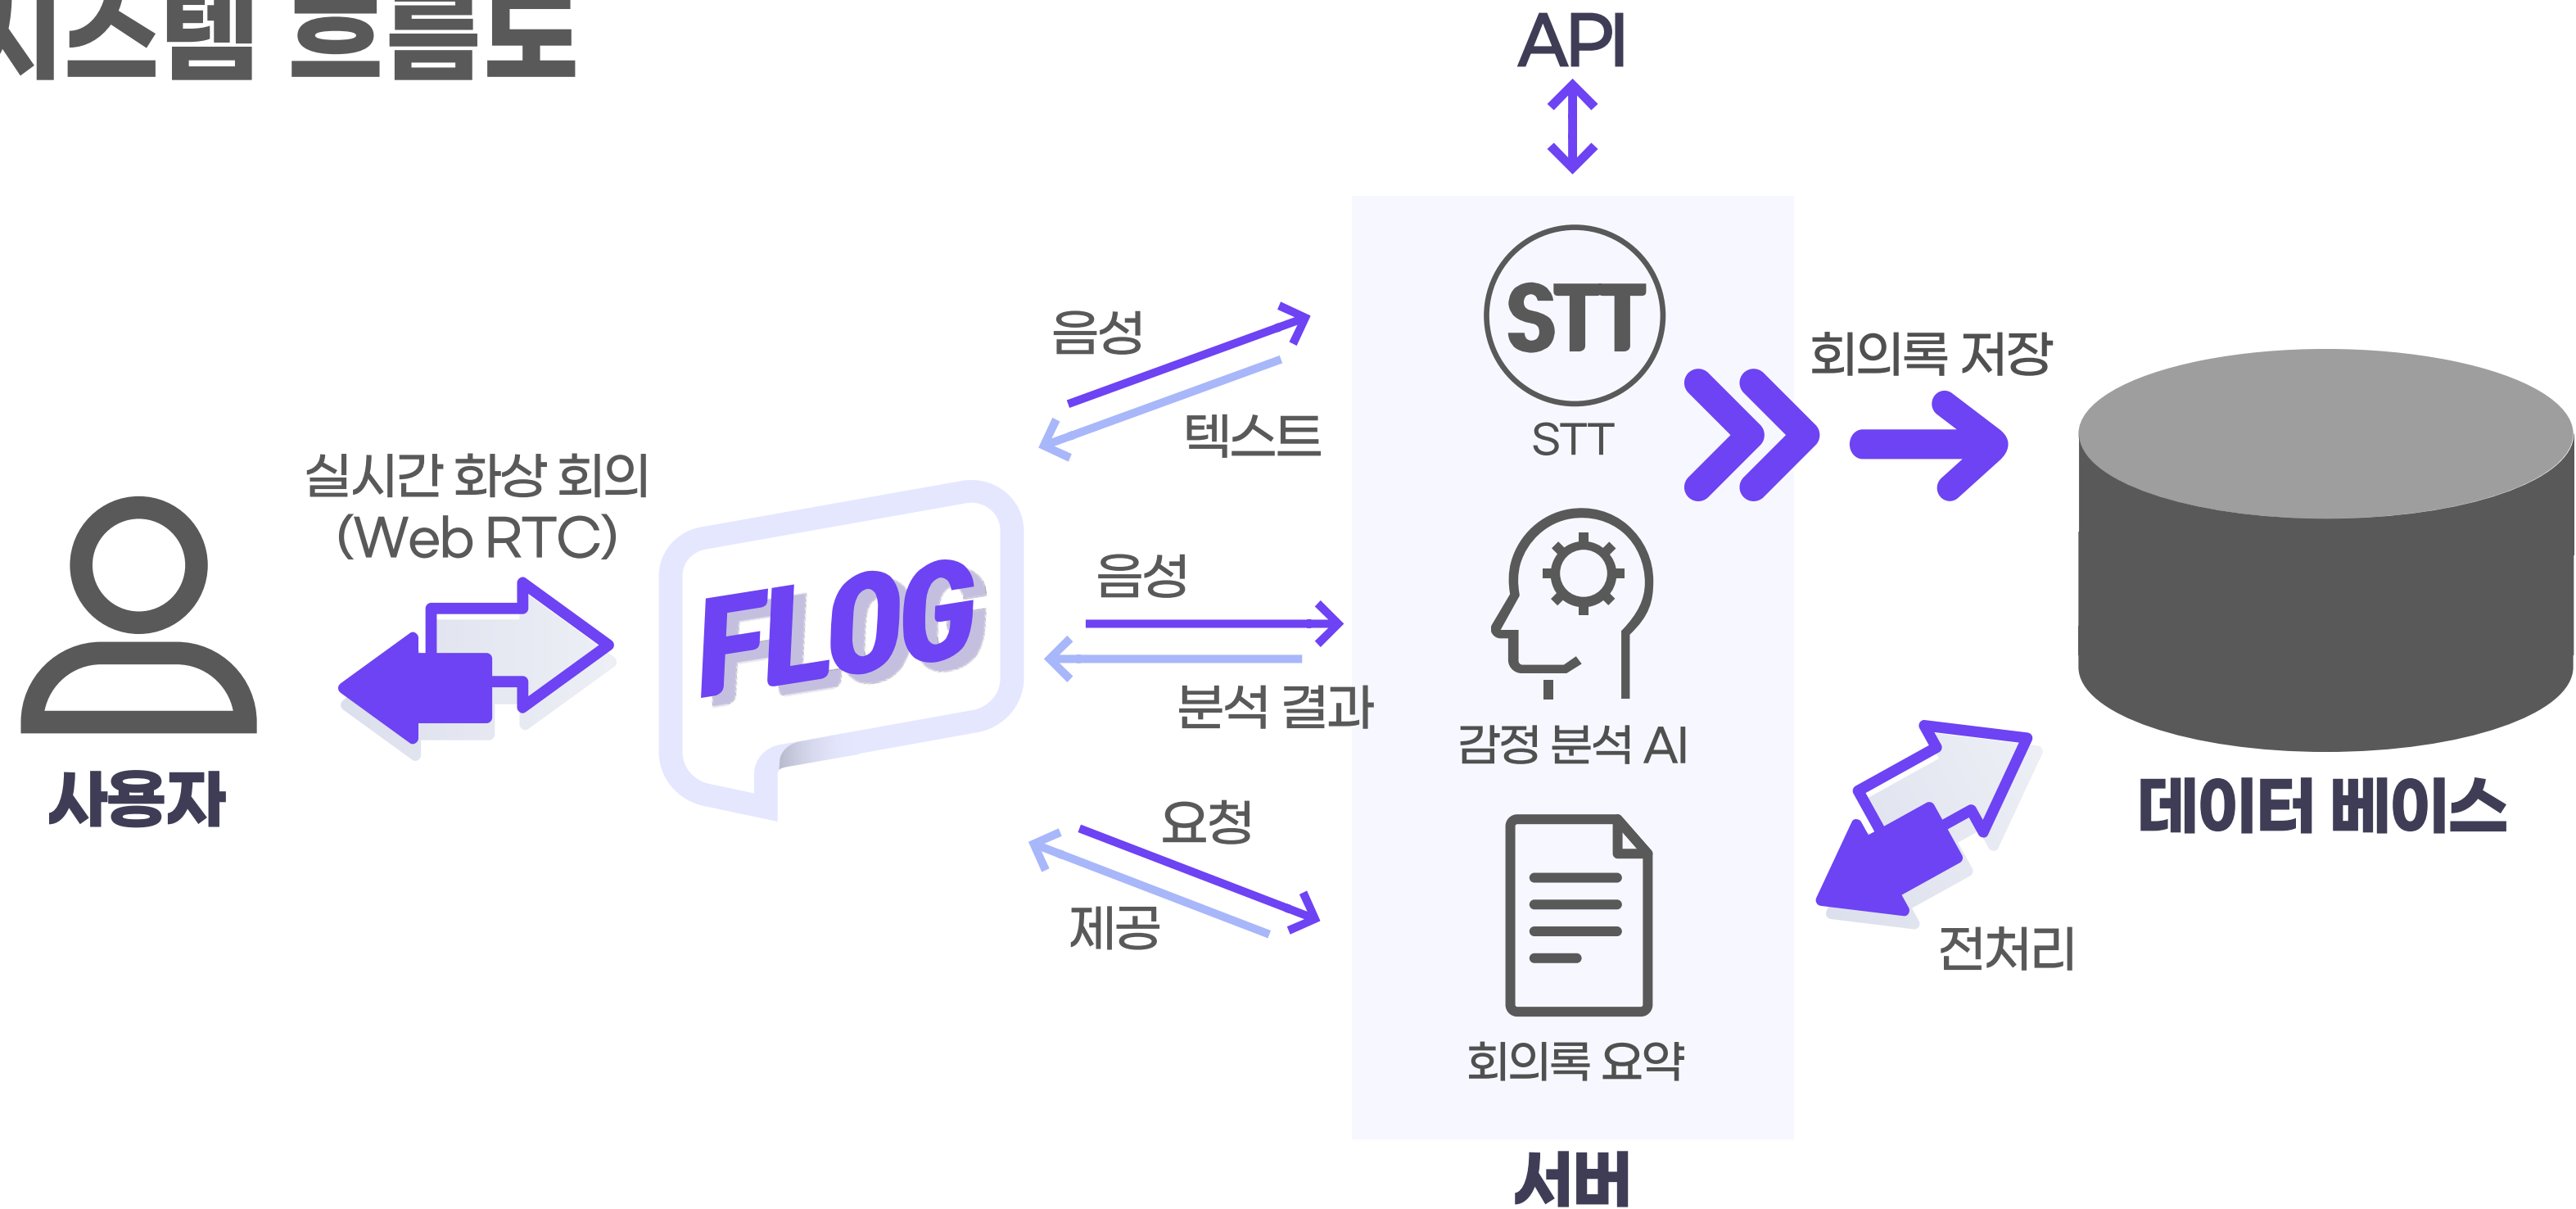 시스템 흐름도
API
STT
STT
음성
텍스트
회의록 저장
실시간 화상 회의
(Web RTC)
FLOG
음성
분석 결과
감정 분석 AI
사용자
데이터 베이스
요청
제공
전처리
회의록 요약
서버